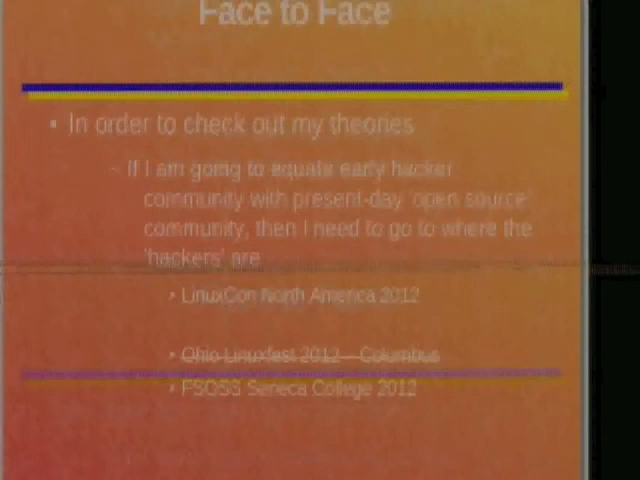 Face to Face
▪ In order to check out my theories
– If I am going to equate early hacker
community with present-day 'open source'
community, then I need to go to where the
'hackers' are
• LinuxCon North America 2012
• Ohio Linuxfest 2012 – Columbus
• FSOSS Seneca College 2012